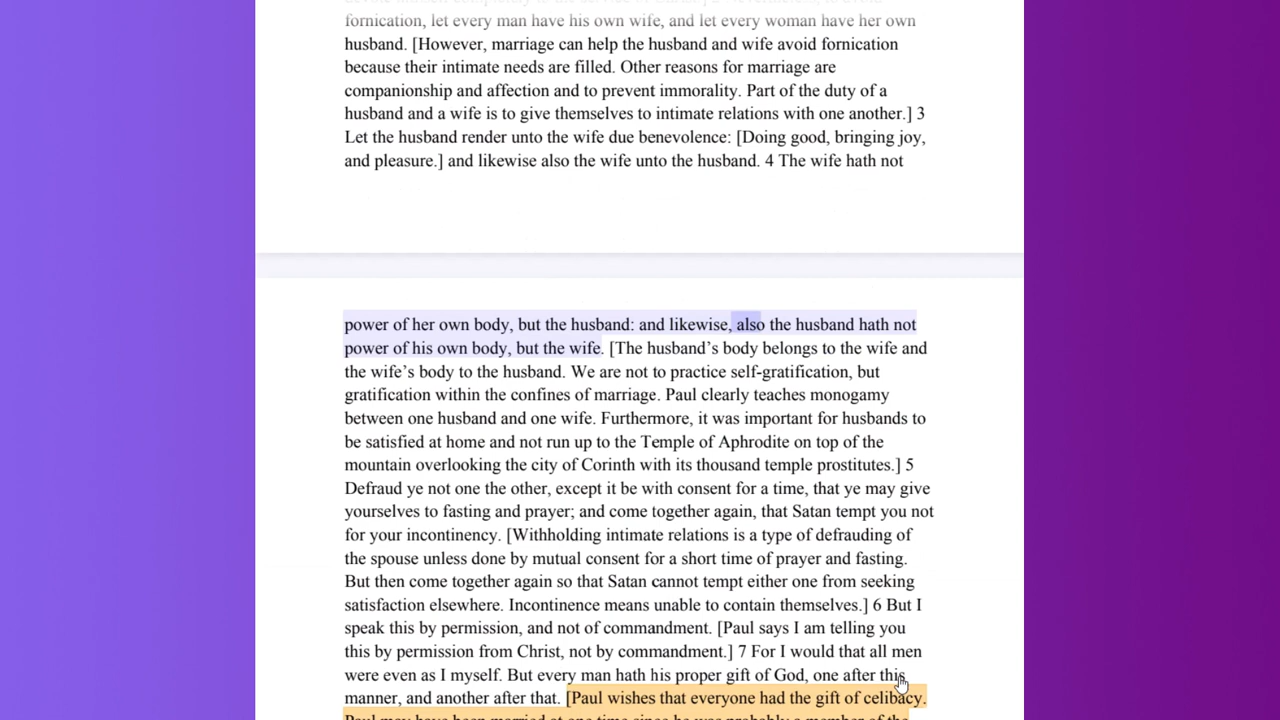 fornication, let every man have his own wife, and let every woman have her own
husband. [However, marriage can help the husband and wife avoid fornication
because their intimate needs are filled. Other reasons for marriage are
companionship and affection and to prevent immorality. Part of the duty of a
husband and a wife is to give themselves to intimate relations with one another.] 3
Let the husband render unto the wife due benevolence: [Doing good, bringing joy,
and pleasure.] and likewise also the wife unto the husband. 4 The wife hath not
power of her own body, but the husband: and likewise, also the husband hath not
power of his own body, but the wife. [The husband’s body belongs to the wife and
the wife’s body to the husband. We are not to practice self-gratification, but
gratification within the confines of marriage. Paul clearly teaches monogamy
between one husband and one wife. Furthermore, it was important for husbands to
be satisfied at home and not run up to the Temple of Aphrodite on top of the
mountain overlooking the city of Corinth with its thousand temple prostitutes.] 5
Defraud ye not one the other, except it be with consent for a time, that ye may give
yourselves to fasting and prayer; and come together again, that Satan tempt you not
for your incontinency. [Withholding intimate relations is a type of defrauding of
the spouse unless done by mutual consent for a short time of prayer and fasting.
But then come together again so that Satan cannot tempt either one from seeking
satisfaction elsewhere. Incontinence means unable to contain themselves.] 6 But I
speak this by permission, and not of commandment. [Paul says I am telling you
this by permission from Christ, not by commandment.] 7 For I would that all men
were even as I myself. But every man hath his proper gift of God, one after this
manner, and another after that. [Paul wishes that everyone had the gift of celibacy.
Paul may have been married at one time since he was probably a member of the